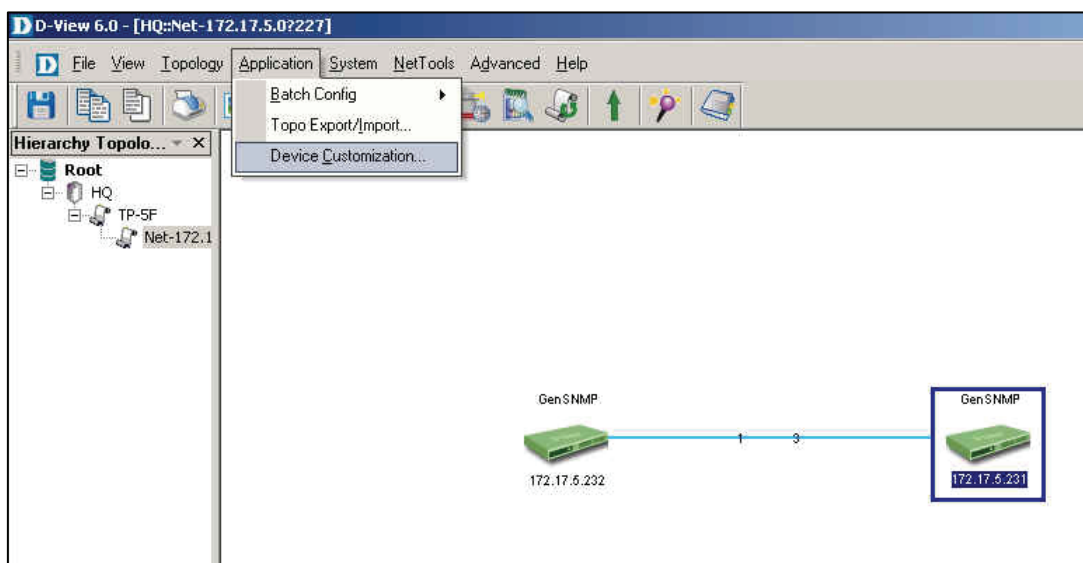 D-View 6.0 - [HQ::Net-172.17.5.0?227]
File View Topology Application System NetTools Advanced Help
Batch Config
Topo Export/Import...
Device Customization...
Hierarchy Topolo...
Root
HQ
TP-5F
Net-172.1
GenSNMP
GenSNMP
1 3
172.17.5.232
172.17.5.231